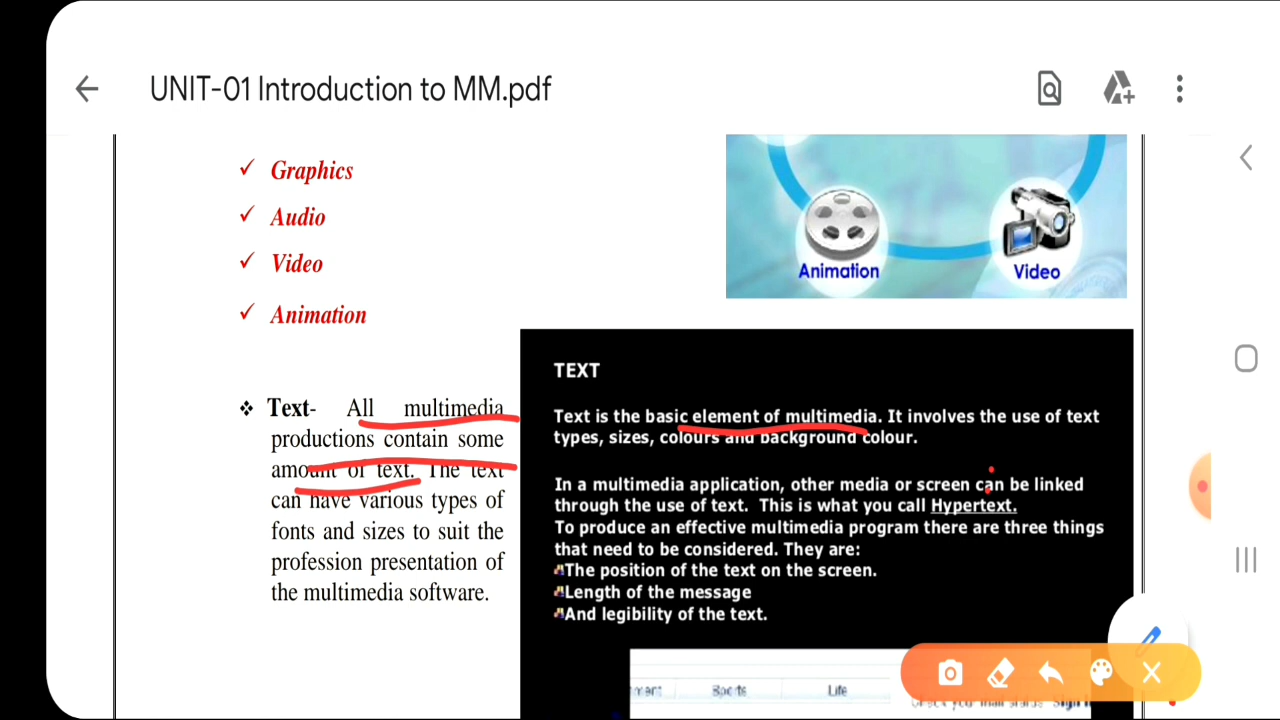 UNIT-01 Introduction to MM.pdf
✓ Graphics
✓ Audio
✓ Video
✓ Animation
Animation
Video
❖ Text- All multimedia
productions contain some
amount of text. The text
can have various types of
fonts and sizes to suit the
profession presentation of
the multimedia software.
TEXT
Text is the basic element of multimedia. It involves the use of text
types, sizes, colours and background colour.
In a multimedia application, other media or screen can be linked
through the use of text. This is what you call Hypertext.
To produce an effective multimedia program there are three things
that need to be considered. They are:
The position of the text on the screen.
Length of the message
And legibility of the text.
Sports
Life